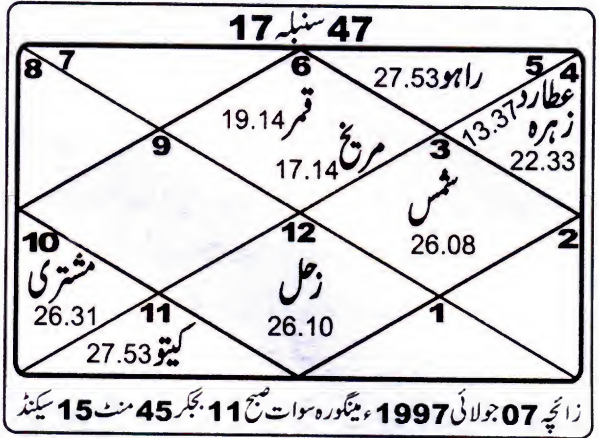 17 سنبلہ 47
8 7
6
راہو 27.53
5 4
عطارد 13.37
زہرہ 22.33
قمر 19.14
مریخ 17.14
9
3
شمس 26.08
10
مشتری 26.31
12
زحل 26.10
2
11
کیتو 27.53
1
زائچہ 07 جولائی 1997ء مینگورہ سوات صبح 11 بجکر 45 منٹ 15 سیکنڈ